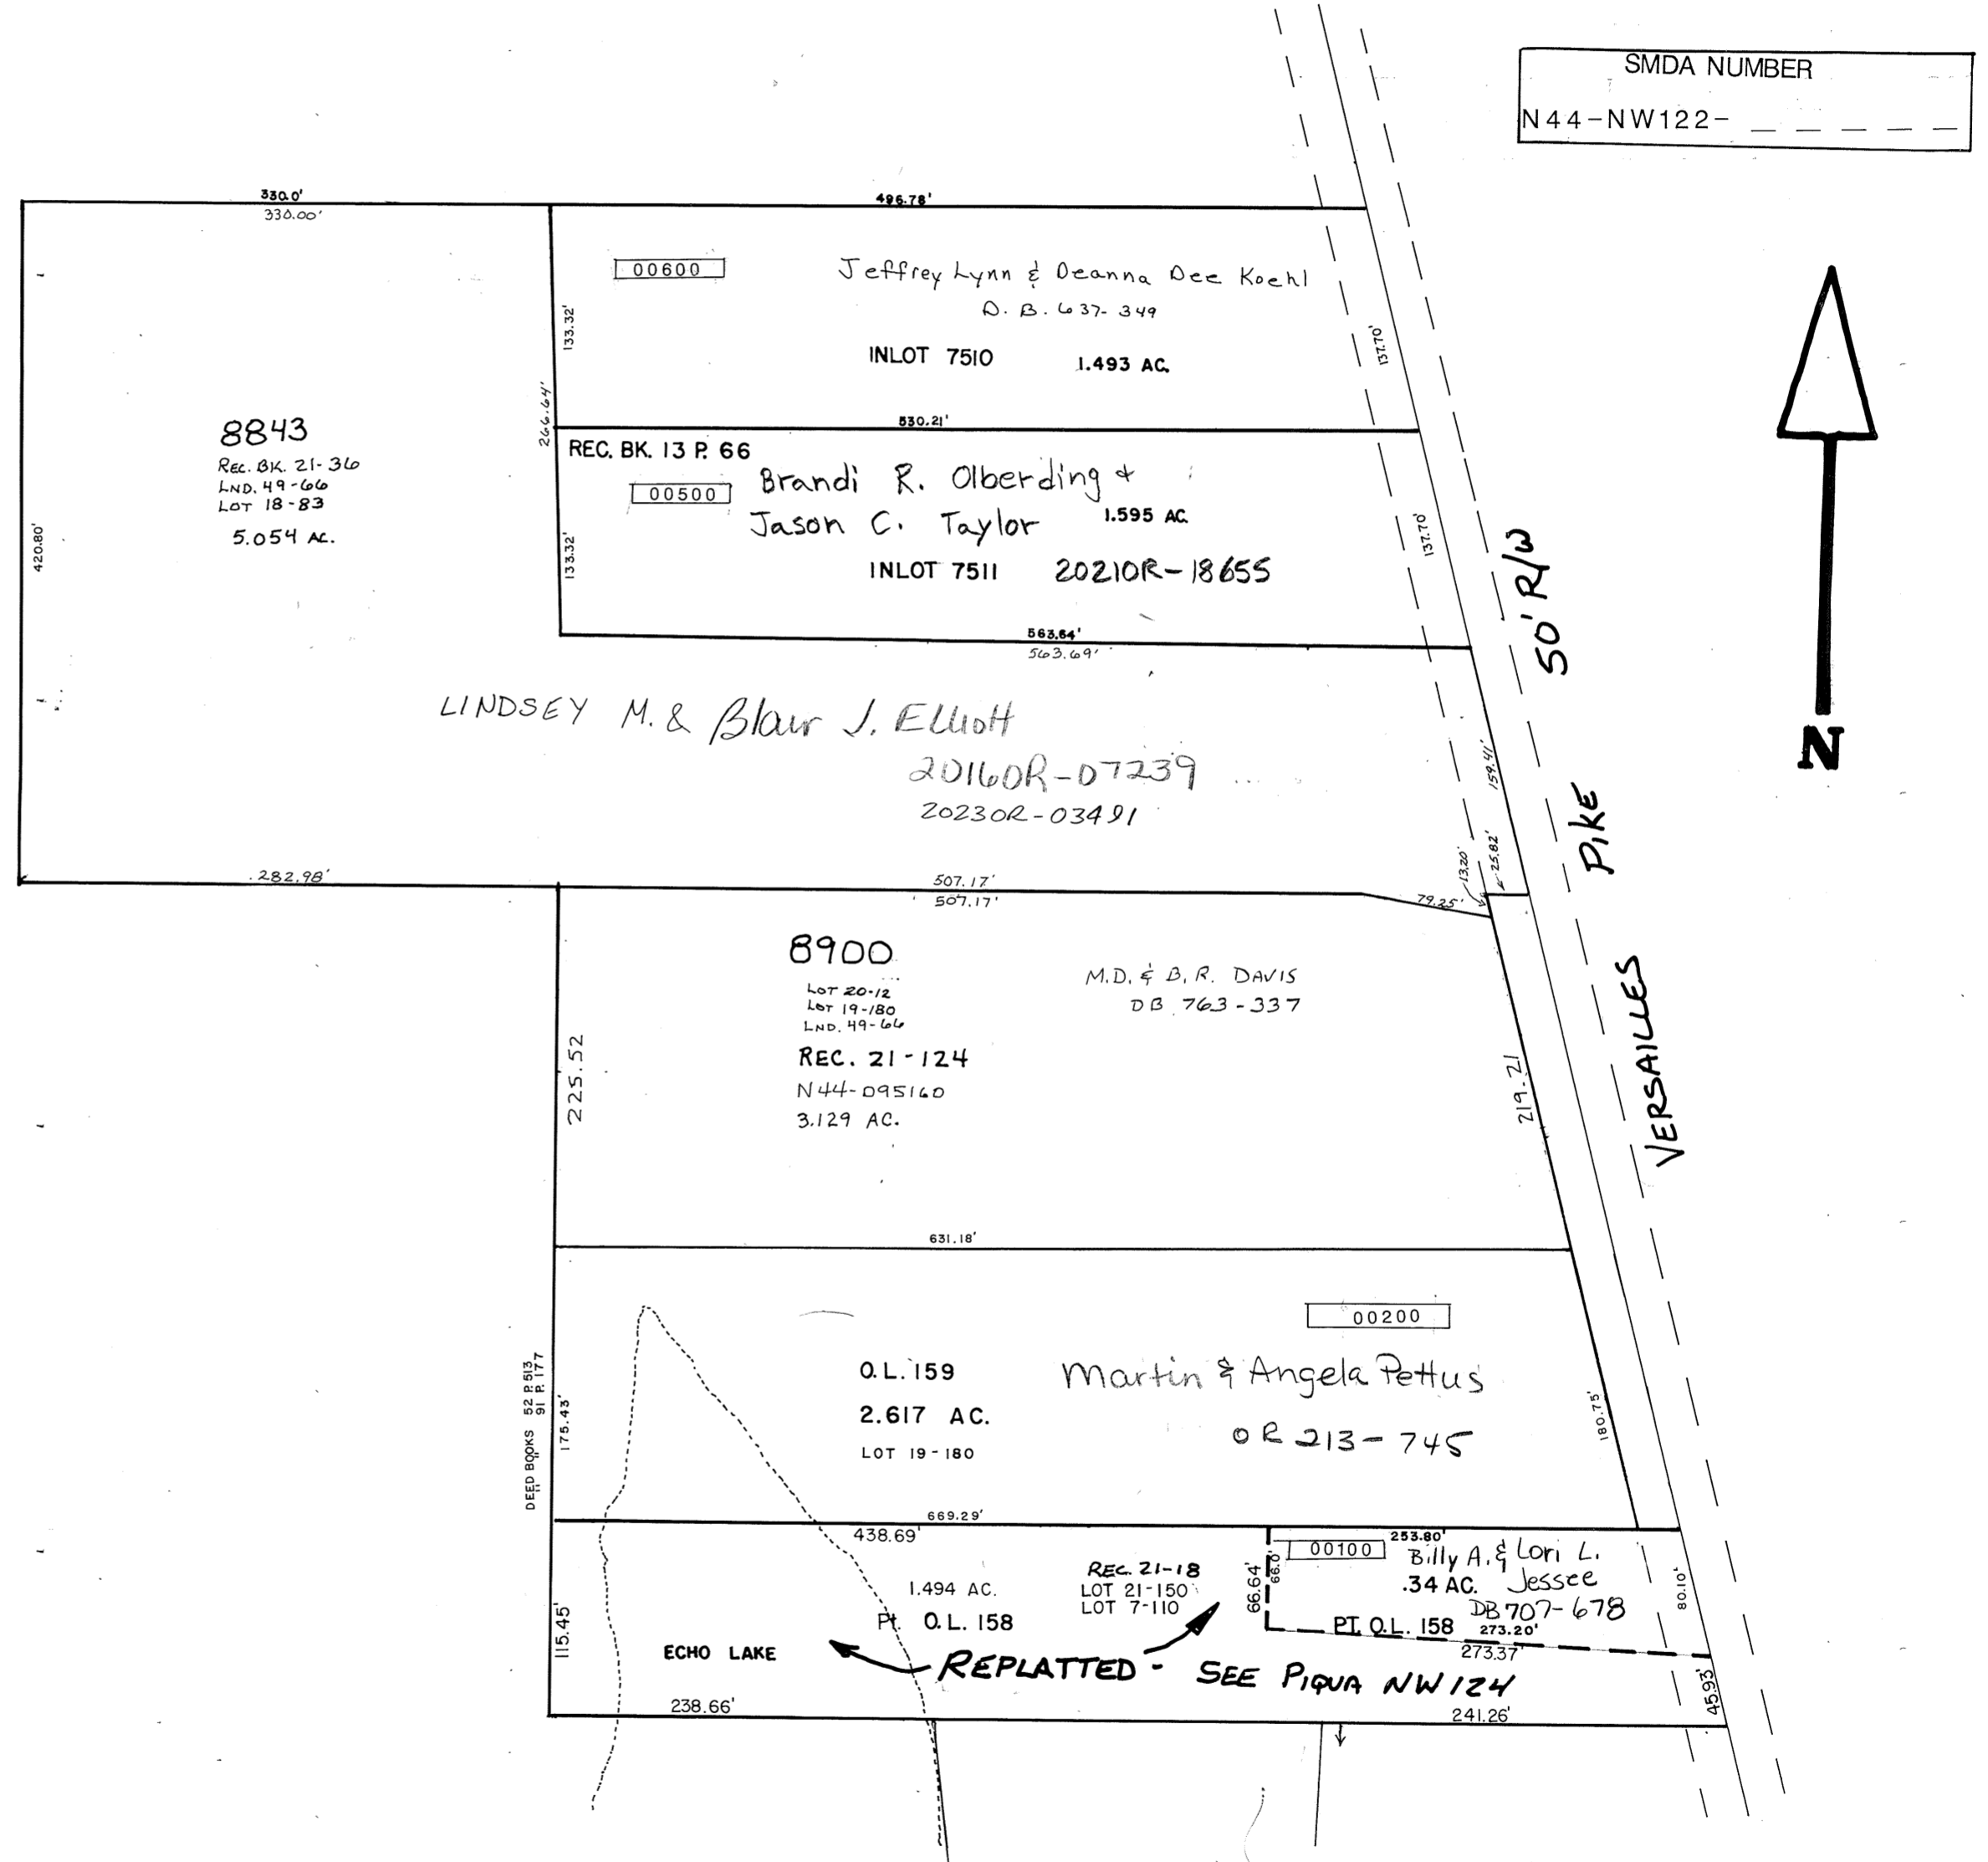 SMDA NUMBER
N44-NW122- _ _ _ _ _
330.0'
330.00'
496.78'
00600
Jeffrey Lynn & Deanna Dee Koehl
D. B. 637-349
INLOT 7510 1.493 AC.
133.32'
137.70'
266.64'
530.21'
8843
REC. BK. 21-36
LND. 49-66
LOT 18-83
5.054 AC.
420.80'
REC. BK. 13 P. 66
00500
Brandi R. Olberding &
Jason C. Taylor 1.595 AC.
INLOT 7511 2021OR-18655
133.32'
137.70'
563.64'
563.69'
50' R/W
LINDSEY M. & Blair J. Elliott
2016OR-07239
2023OR-03491
159.41'
N
PIKE
25.82'
13.20'
79.25'
282.98'
507.17'
507.17'
8900
LOT 20-12
LOT 19-180
LND. 49-66
REC. 21-124
N44-095160
3.129 AC.
M.D. & B.R. DAVIS
DB 763-337
VERSAILLES
225.52
219.21
631.18'
00200
O.L. 159
2.617 AC.
LOT 19-180
Martin & Angela Pettus
OR 213-745
DEED BOOKS 52 P. 513
" " 91 P. 177
175.43'
180.75'
669.29'
438.69'
253.80'
00100
Billy A. & Lori L.
.34 AC. Jessee
DB 707-678
PT. O.L. 158 273.20'
273.37'
66.64'
66.0'
80.10'
REC. 21-18
LOT 21-150
LOT 7-110
1.494 AC.
Pt. O.L. 158
115.45'
ECHO LAKE
REPLATTED - SEE PIQUA NW124
45.93'
238.66'
241.26'